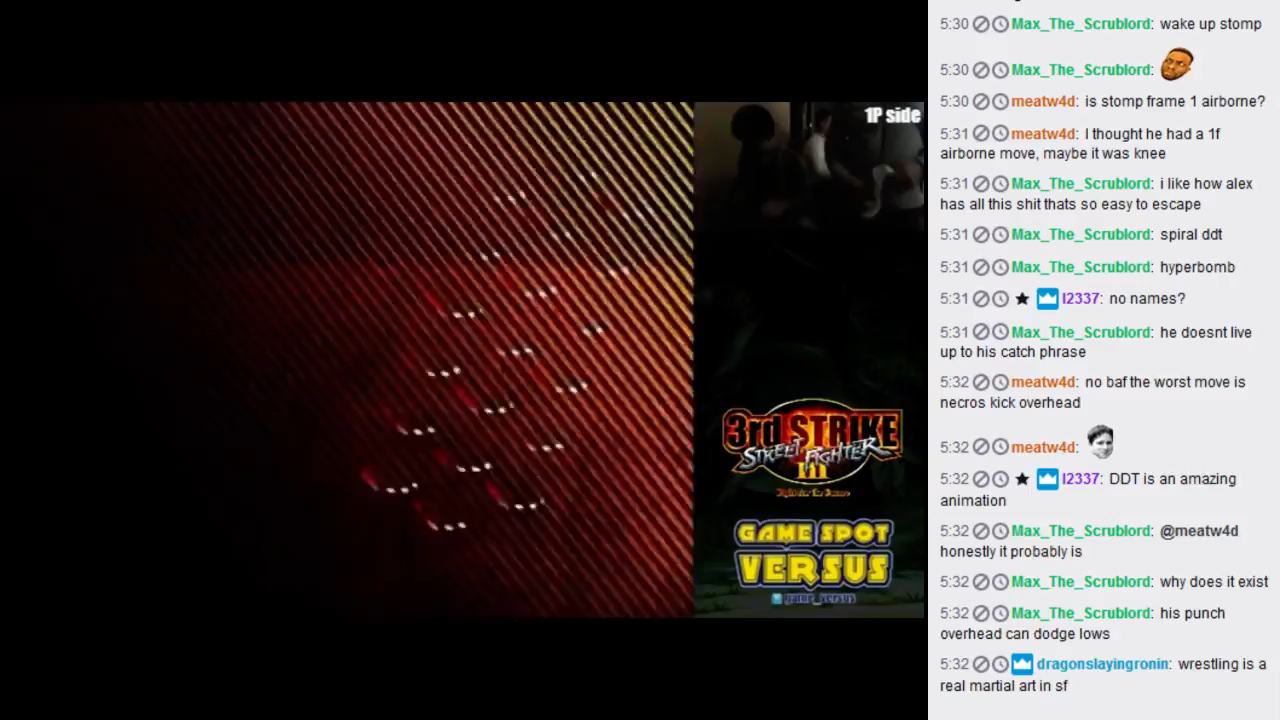 1P side
3rd STRIKE
STREET FIGHTER
III
Fight for the Future
GAME SPOT
VERSUS
game_versus
5:30 Max_The_Scrublord: wake up stomp
5:30 Max_The_Scrublord:
5:30 meatw4d: is stomp frame 1 airborne?
5:31 meatw4d: I thought he had a 1f
airborne move, maybe it was knee
5:31 Max_The_Scrublord: i like how alex
has all this shit thats so easy to escape
5:31 Max_The_Scrublord: spiral ddt
5:31 Max_The_Scrublord: hyperbomb
5:31 l2337: no names?
5:31 Max_The_Scrublord: he doesnt live
up to his catch phrase
5:32 meatw4d: no baf the worst move is
necros kick overhead
5:32 meatw4d:
5:32 l2337: DDT is an amazing
animation
5:32 Max_The_Scrublord: @meatw4d
honestly it probably is
5:32 Max_The_Scrublord: why does it exist
5:32 Max_The_Scrublord: his punch
overhead can dodge lows
5:32 dragonslayingronin: wrestling is a
real martial art in sf